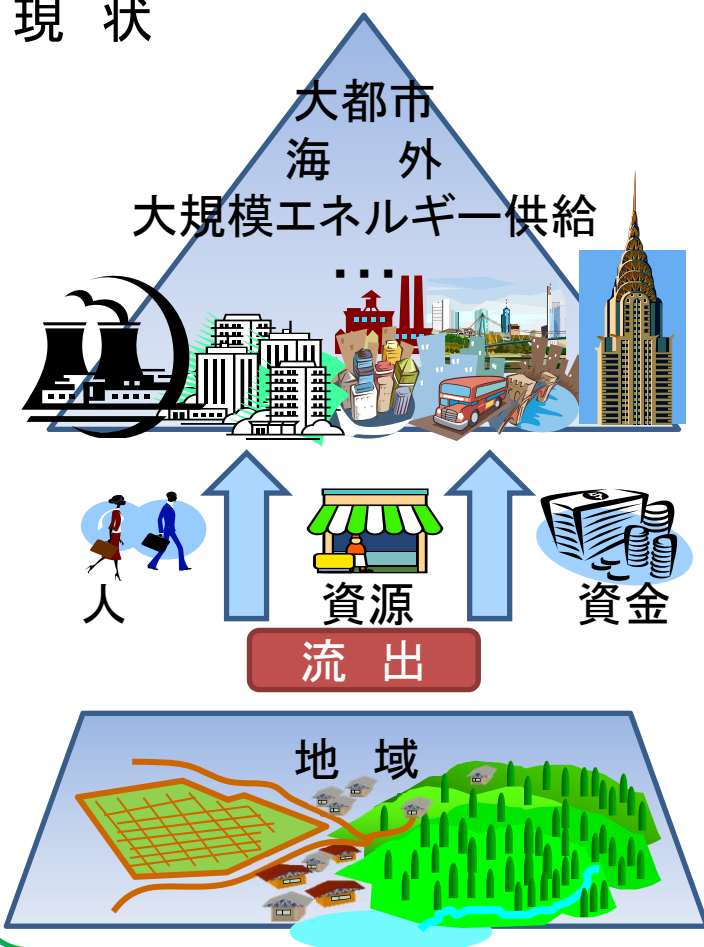 現 状
大都市
海 外
大規模エネルギー供給
…
人
資源
資金
流 出
地 域